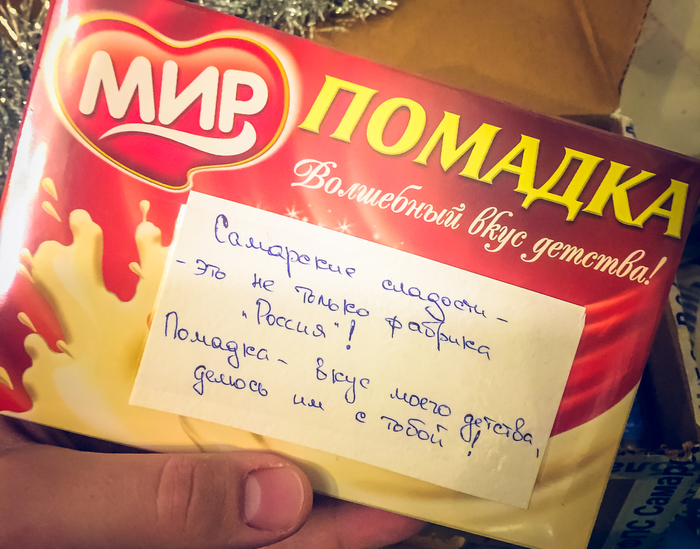 МИР
ПОМАДКА
Волшебный вкус детства!
Самарские сладости -
- это не только фабрика
"Россия"!
Помадка - вкус моего детства,
делюсь им с тобой!